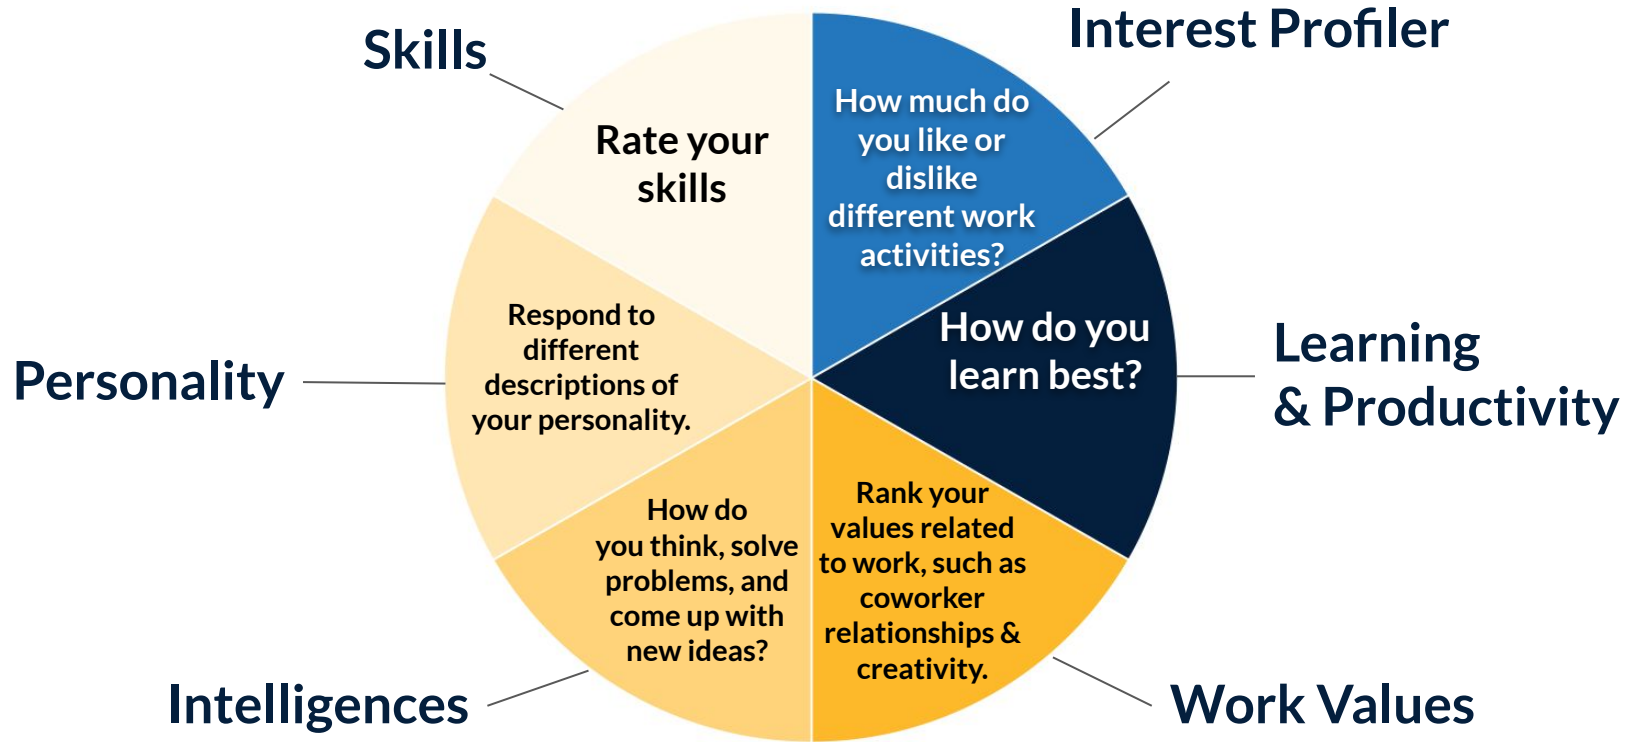 Skills
Rate your
skills
Interest Profiler
How much do
you like or
dislike
different work
activities?
Learning
& Productivity
How do you
learn best?
Work Values
Rank your
values related
to work, such as
coworker
relationships &
creativity.
Intelligences
How do
you think, solve
problems, and
come up with
new ideas?
Personality
Respond to
different
descriptions of
your personality.